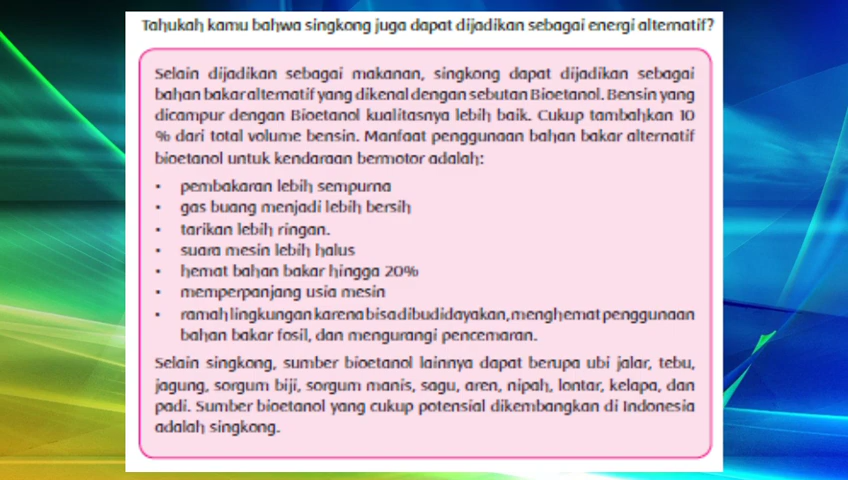 Tahukah kamu bahwa singkong juga dapat dijadikan sebagai energi alternatif?
Selain dijadikan sebagai makanan, singkong dapat dijadikan sebagai
bahan bakar alternatif yang dikenal dengan sebutan Bioetanol. Bensin yang
dicampur dengan Bioetanol kualitasnya lebih baik. Cukup tambahkan 10
% dari total volume bensin. Manfaat penggunaan bahan bakar alternatif
bioetanol untuk kendaraan bermotor adalah:
• pembakaran lebih sempurna
• gas buang menjadi lebih bersih
• tarikan lebih ringan.
• suara mesin lebih halus
• hemat bahan bakar hingga 20%
• memperpanjang usia mesin
• ramah lingkungan karena bisa dibudidayakan, menghemat penggunaan
bahan bakar fosil, dan mengurangi pencemaran.
Selain singkong, sumber bioetanol lainnya dapat berupa ubi jalar, tebu,
jagung, sorgum biji, sorgum manis, sagu, aren, nipah, lontar, kelapa, dan
padi. Sumber bioetanol yang cukup potensial dikembangkan di Indonesia
adalah singkong.